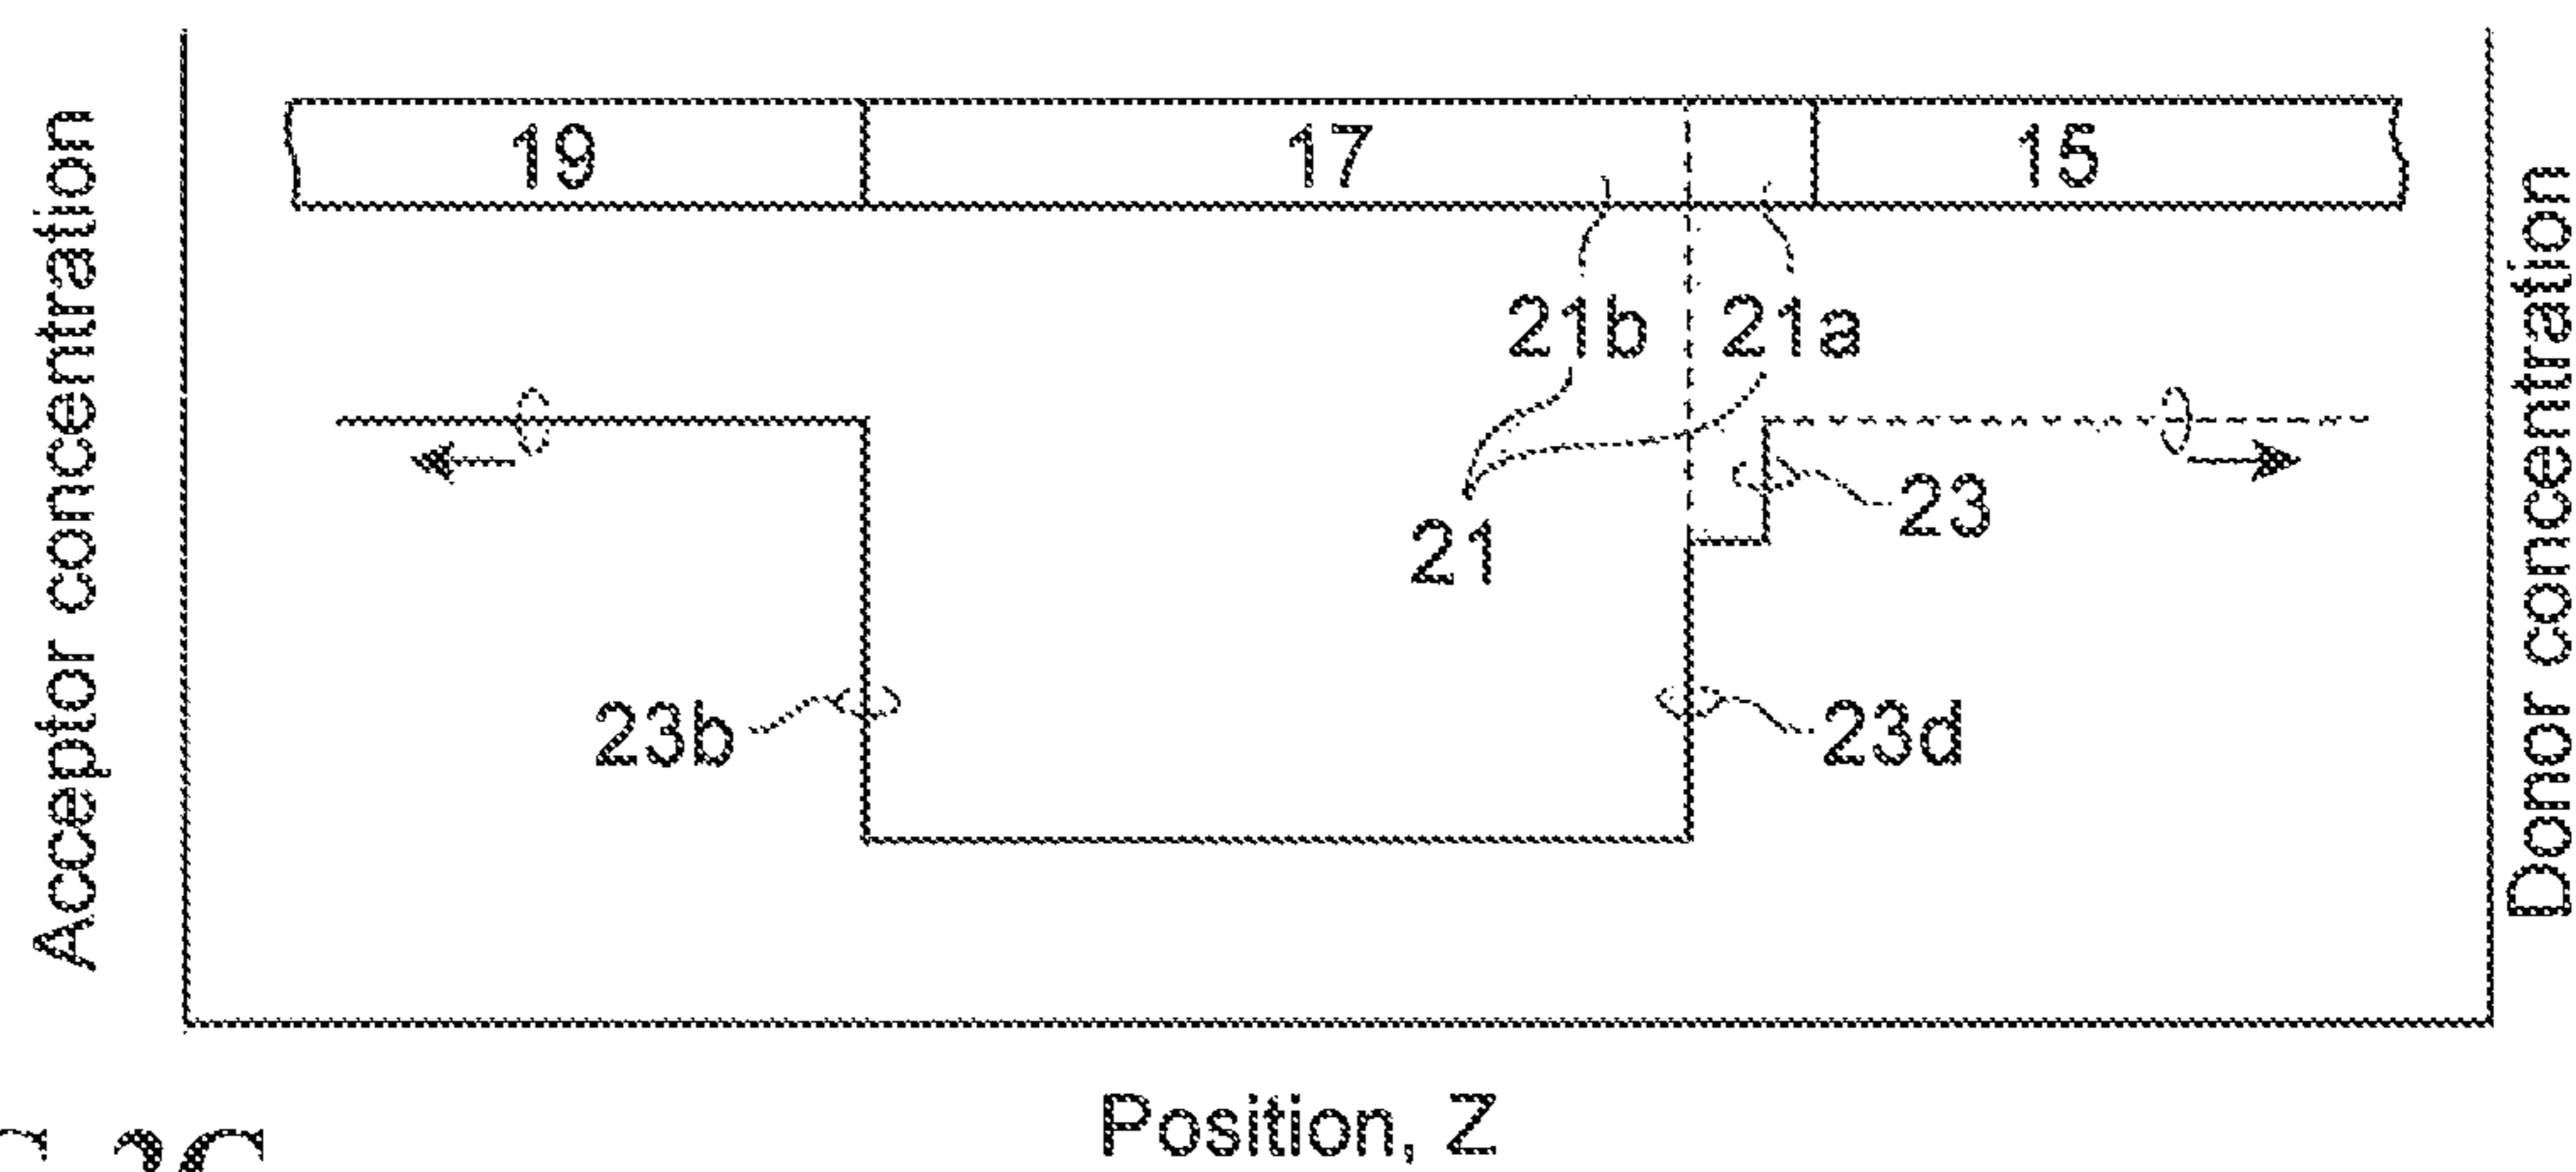 Acceptor concentration
19
17
15
21b
21a
21
23
23b
23d
Donor concentration
Position, Z